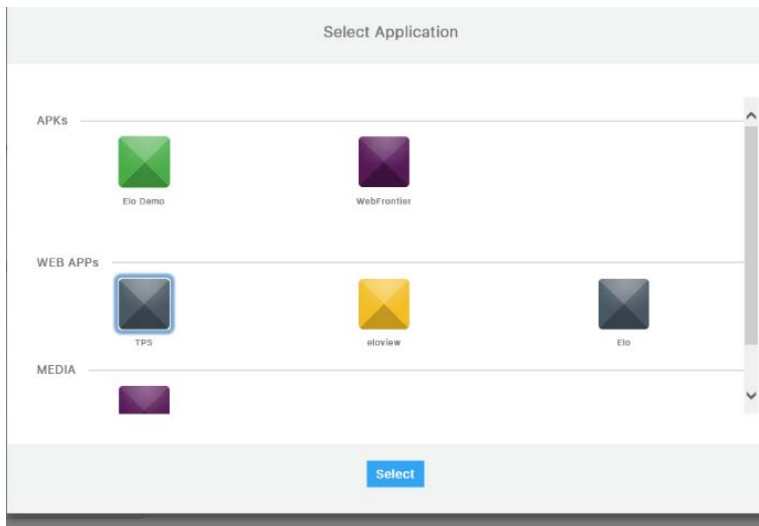 Select Application
APKs
Elo Demo
WebFrontier
WEB APPs
TPS
eloview
Elo
MEDIA
Select